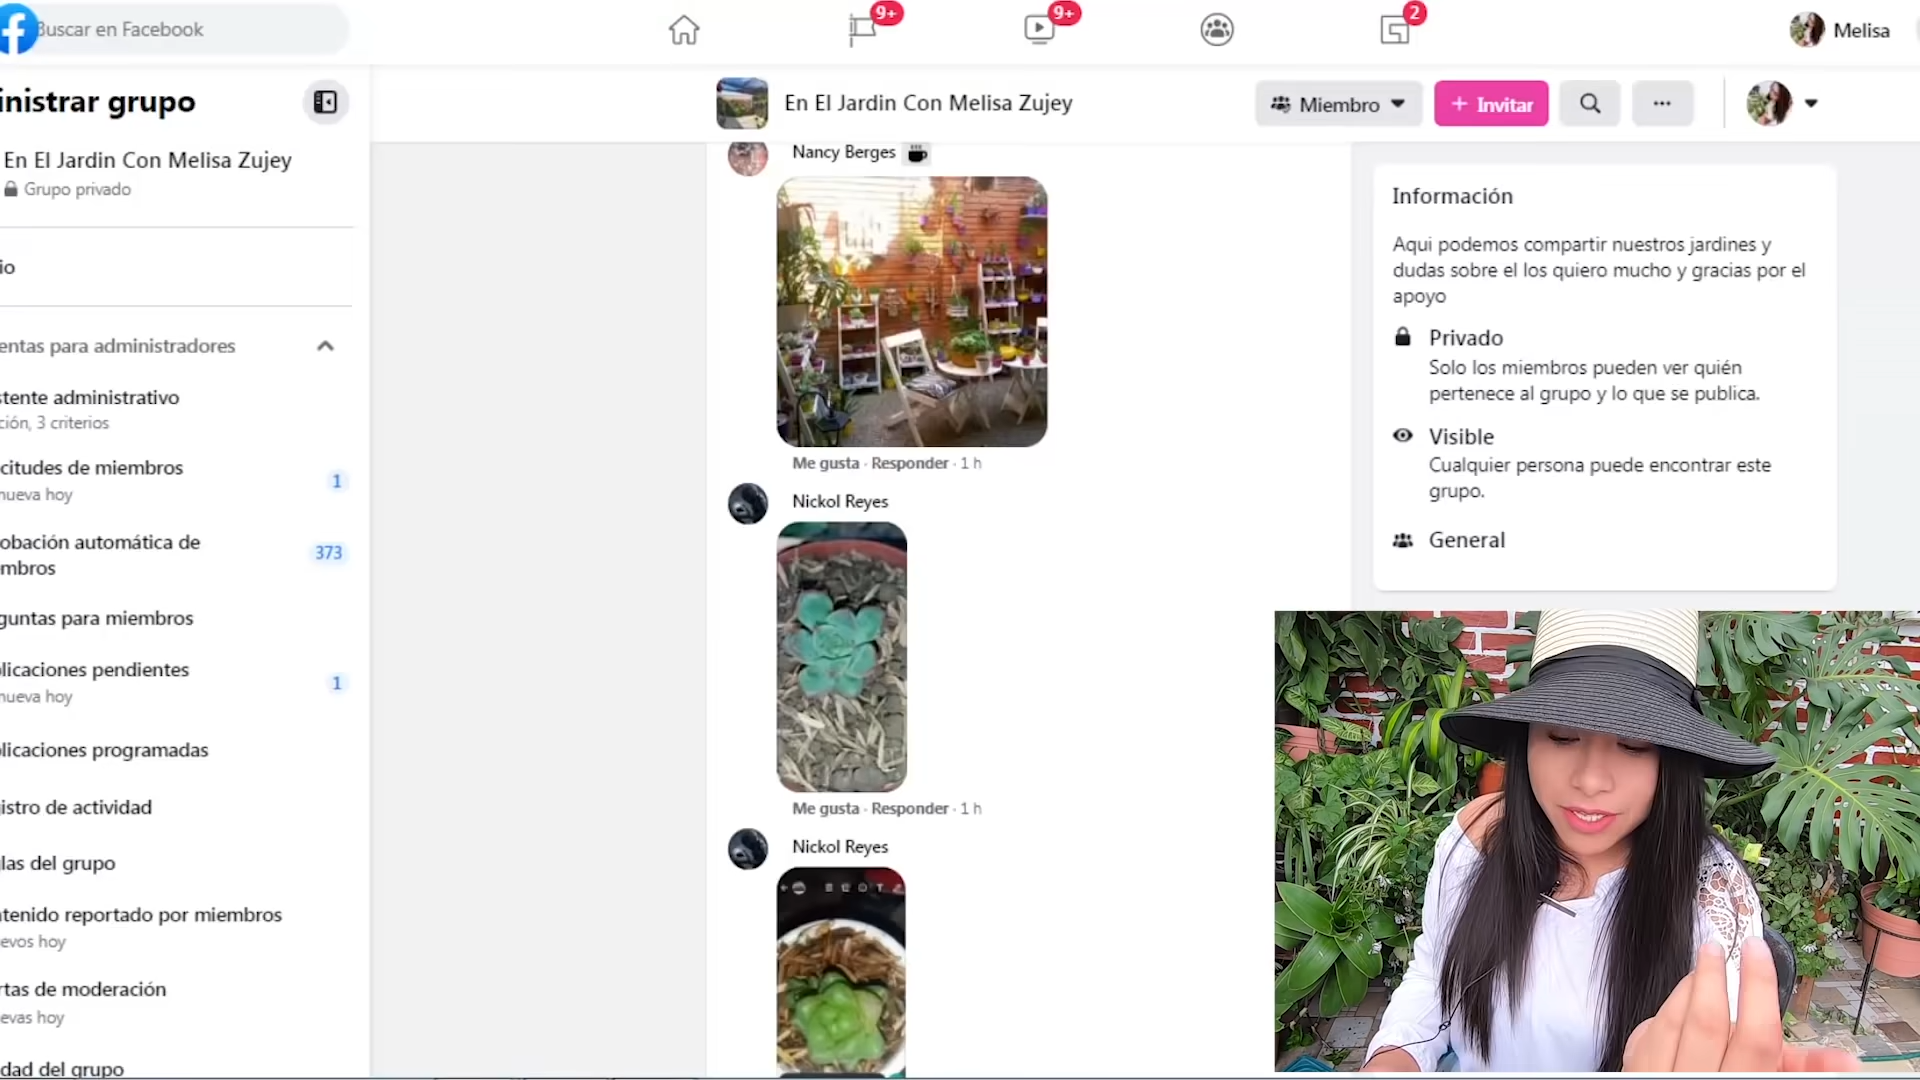 Buscar en Facebook
9+
9+
2
Melisa
inistrar grupo
En El Jardin Con Melisa Zujey
Grupo privado
io
entas para administradores
stente administrativo
ción, 3 criterios
citudes de miembros
nueva hoy
1
obación automática de
mbros
373
guntas para miembros
licaciones pendientes
nueva hoy
1
licaciones programadas
istro de actividad
las del grupo
tenido reportado por miembros
evos hoy
rtas de moderación
evas hoy
dad del grupo
En El Jardin Con Melisa Zujey
Miembro
+ Invitar
Nancy Berges
Me gusta · Responder · 1 h
Nickol Reyes
Me gusta · Responder · 1 h
Nickol Reyes
Información
Aqui podemos compartir nuestros jardines y
dudas sobre el los quiero mucho y gracias por el
apoyo
Privado
Solo los miembros pueden ver quién
pertenece al grupo y lo que se publica.
Visible
Cualquier persona puede encontrar este
grupo.
General